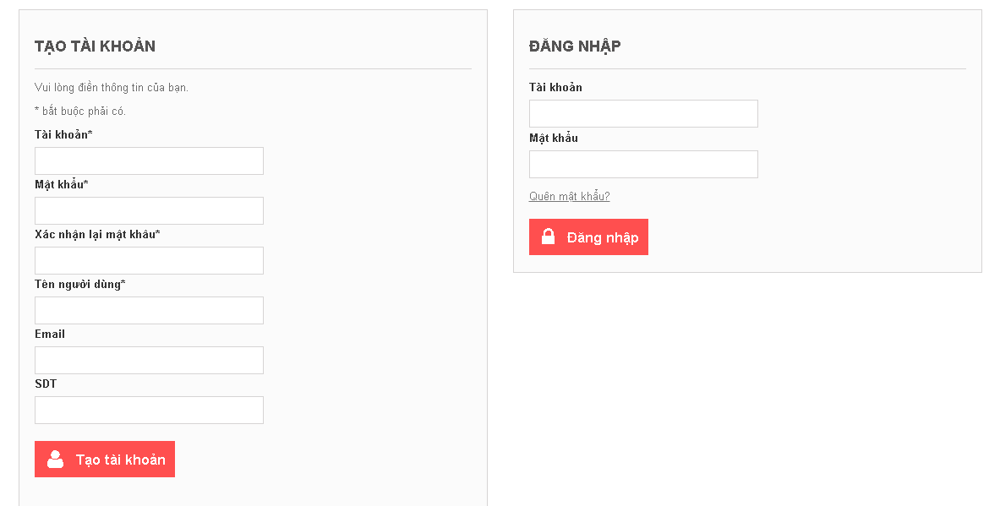 TẠO TÀI KHOẢN
Vui lòng điền thông tin của bạn.
* bắt buộc phải có.
Tài khoản*
Mật khẩu*
Xác nhận lại mật khâu*
Tên người dùng*
Email
SDT
Tạo tài khoản
ĐĂNG NHẬP
Tài khoản
Mật khẩu
Quên mật khẩu?
Đăng nhập